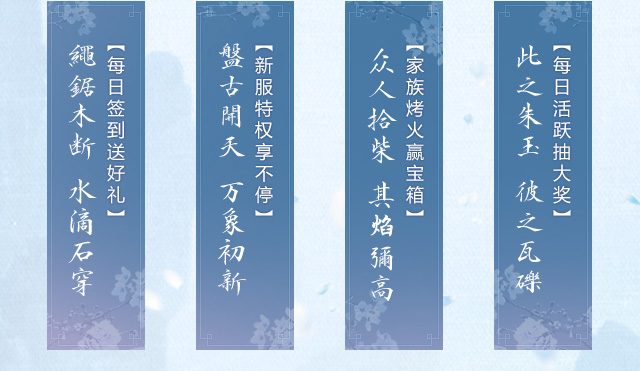 【每日签到送好礼】
繩鋸木断 水滴石穿
【新服特权享不停】
盤古開天 万象初新
【家族烤火赢宝箱】
众人拾柴 其焰彌高
【每日活跃抽大奖】
此之朱玉 彼之瓦礫